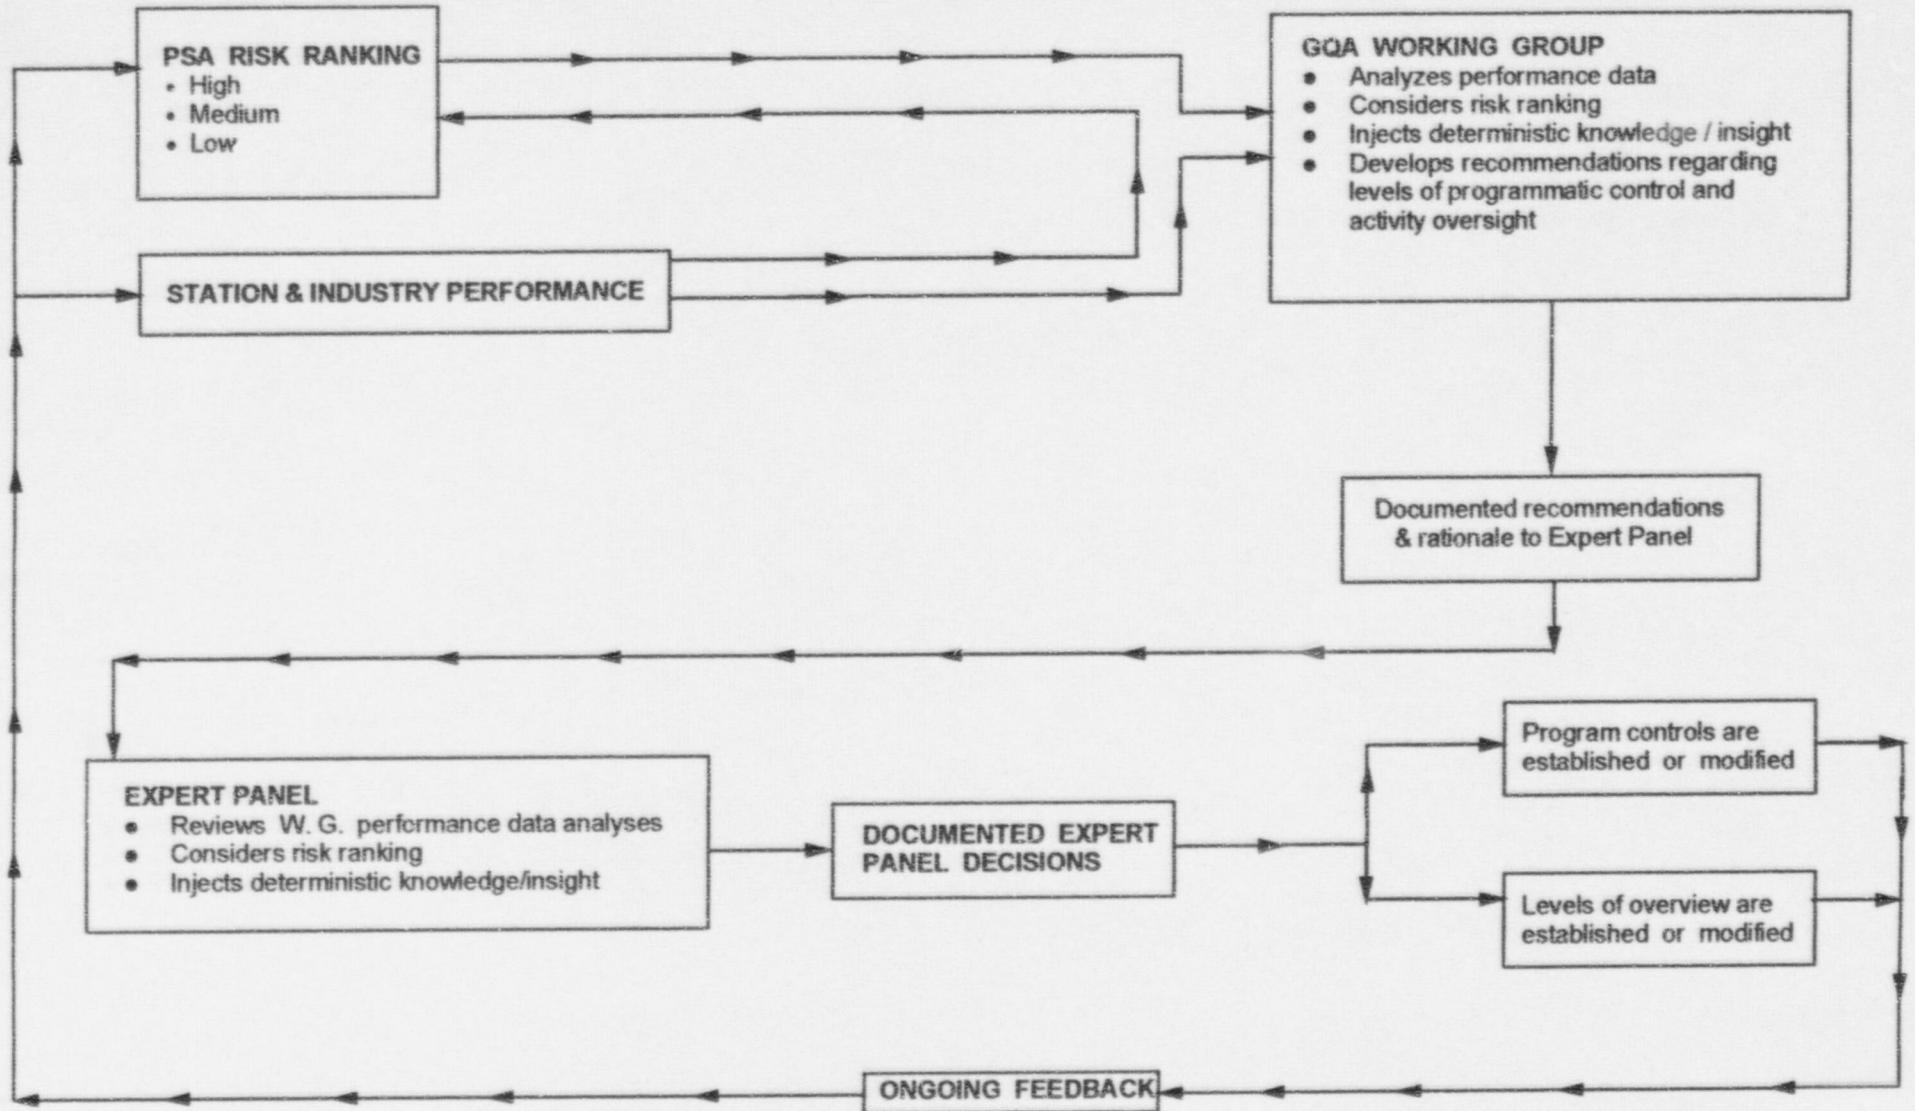 PSA RISK RANKING
• High
• Medium
• Low
GQA WORKING GROUP
• Analyzes performance data
• Considers risk ranking
• Injects deterministic knowledge / insight
• Develops recommendations regarding
levels of programmatic control and
activity oversight
STATION & INDUSTRY PERFORMANCE
Documented recommendations
& rationale to Expert Panel
EXPERT PANEL
• Reviews W. G. performance data analyses
• Considers risk ranking
• Injects deterministic knowledge/insight
DOCUMENTED EXPERT
PANEL DECISIONS
Program controls are
established or modified
Levels of overview are
established or modified
ONGOING FEEDBACK